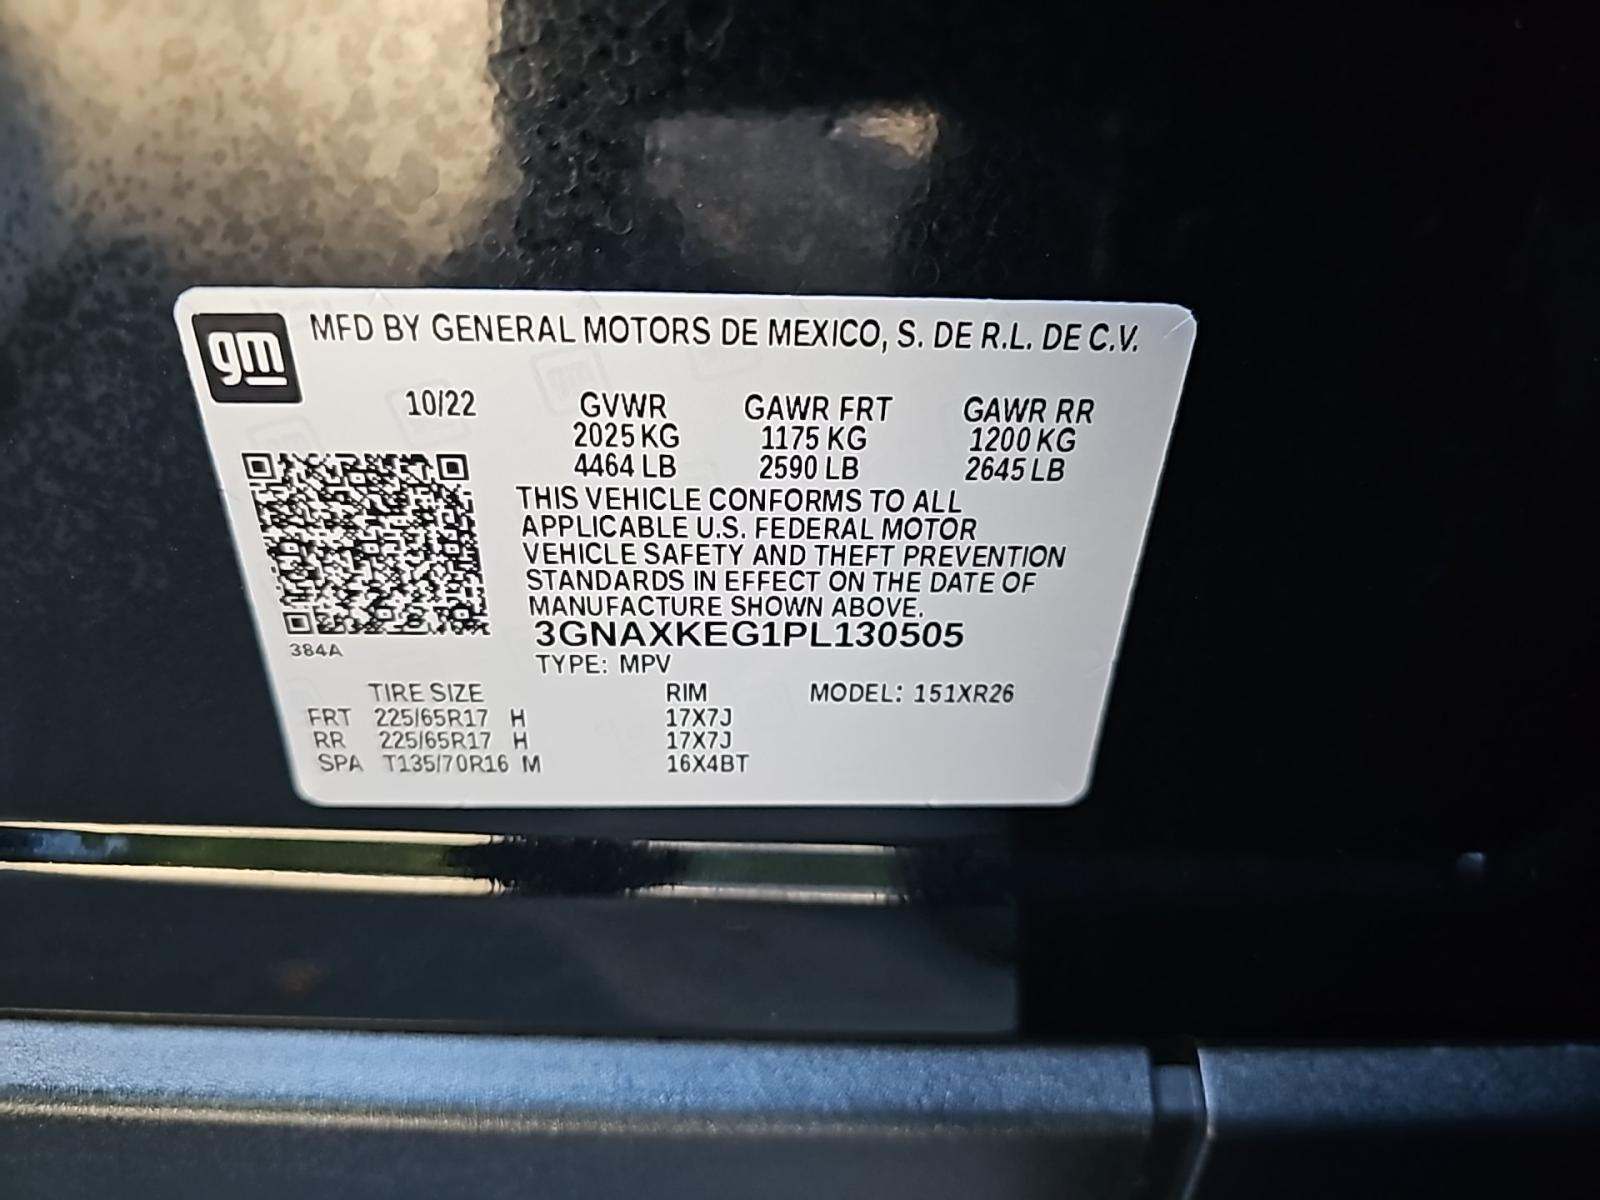 gm
MFD BY GENERAL MOTORS DE MEXICO, S. DE R.L. DE C.V.
10/22 GVWR GAWR FRT GAWR RR
2025 KG 1175 KG 1200 KG
4464 LB 2590 LB 2645 LB
THIS VEHICLE CONFORMS TO ALL
APPLICABLE U.S. FEDERAL MOTOR
VEHICLE SAFETY AND THEFT PREVENTION
STANDARDS IN EFFECT ON THE DATE OF
MANUFACTURE SHOWN ABOVE.
3GNAXKEG1PL130505
384A
TYPE: MPV
TIRE SIZE RIM MODEL: 151XR26
FRT 225/65R17 H 17X7J
RR 225/65R17 H 17X7J
SPA T135/70R16 M 16X4BT